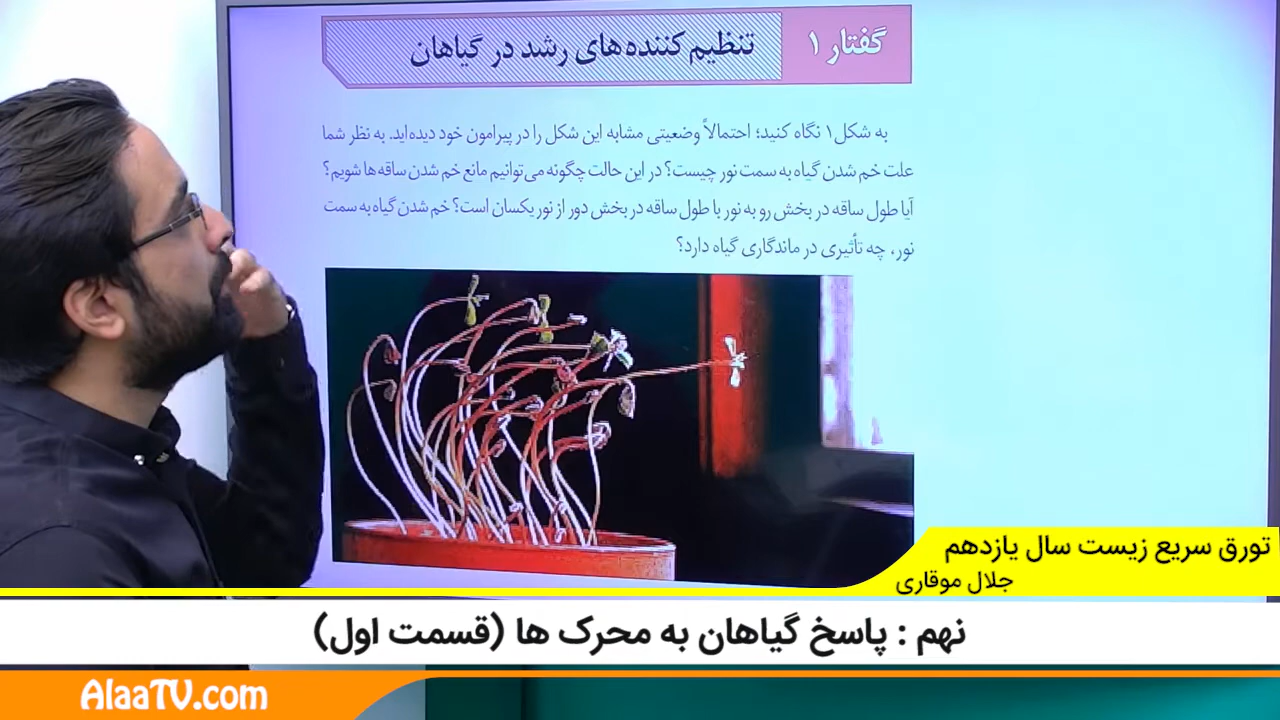 گفتار ۱
تنظیم کننده‌های رشد در گیاهان
به شکل ۱ نگاه کنید؛ احتمالاً وضعیتی مشابه این شکل را در پیرامون خود دیده‌اید. به نظر شما
علت خم شدن گیاه به سمت نور چیست؟ در این حالت چگونه می‌توانیم مانع خم شدن ساقه‌ها شویم؟
آیا طول ساقه در بخش رو به نور با طول ساقه در بخش دور از نور یکسان است؟ خم شدن گیاه به سمت
نور، چه تأثیری در ماندگاری گیاه دارد؟
تورق سریع زیست سال یازدهم
جلال موقاری
نهم : پاسخ گیاهان به محرک ها (قسمت اول)
AlaaTV.com